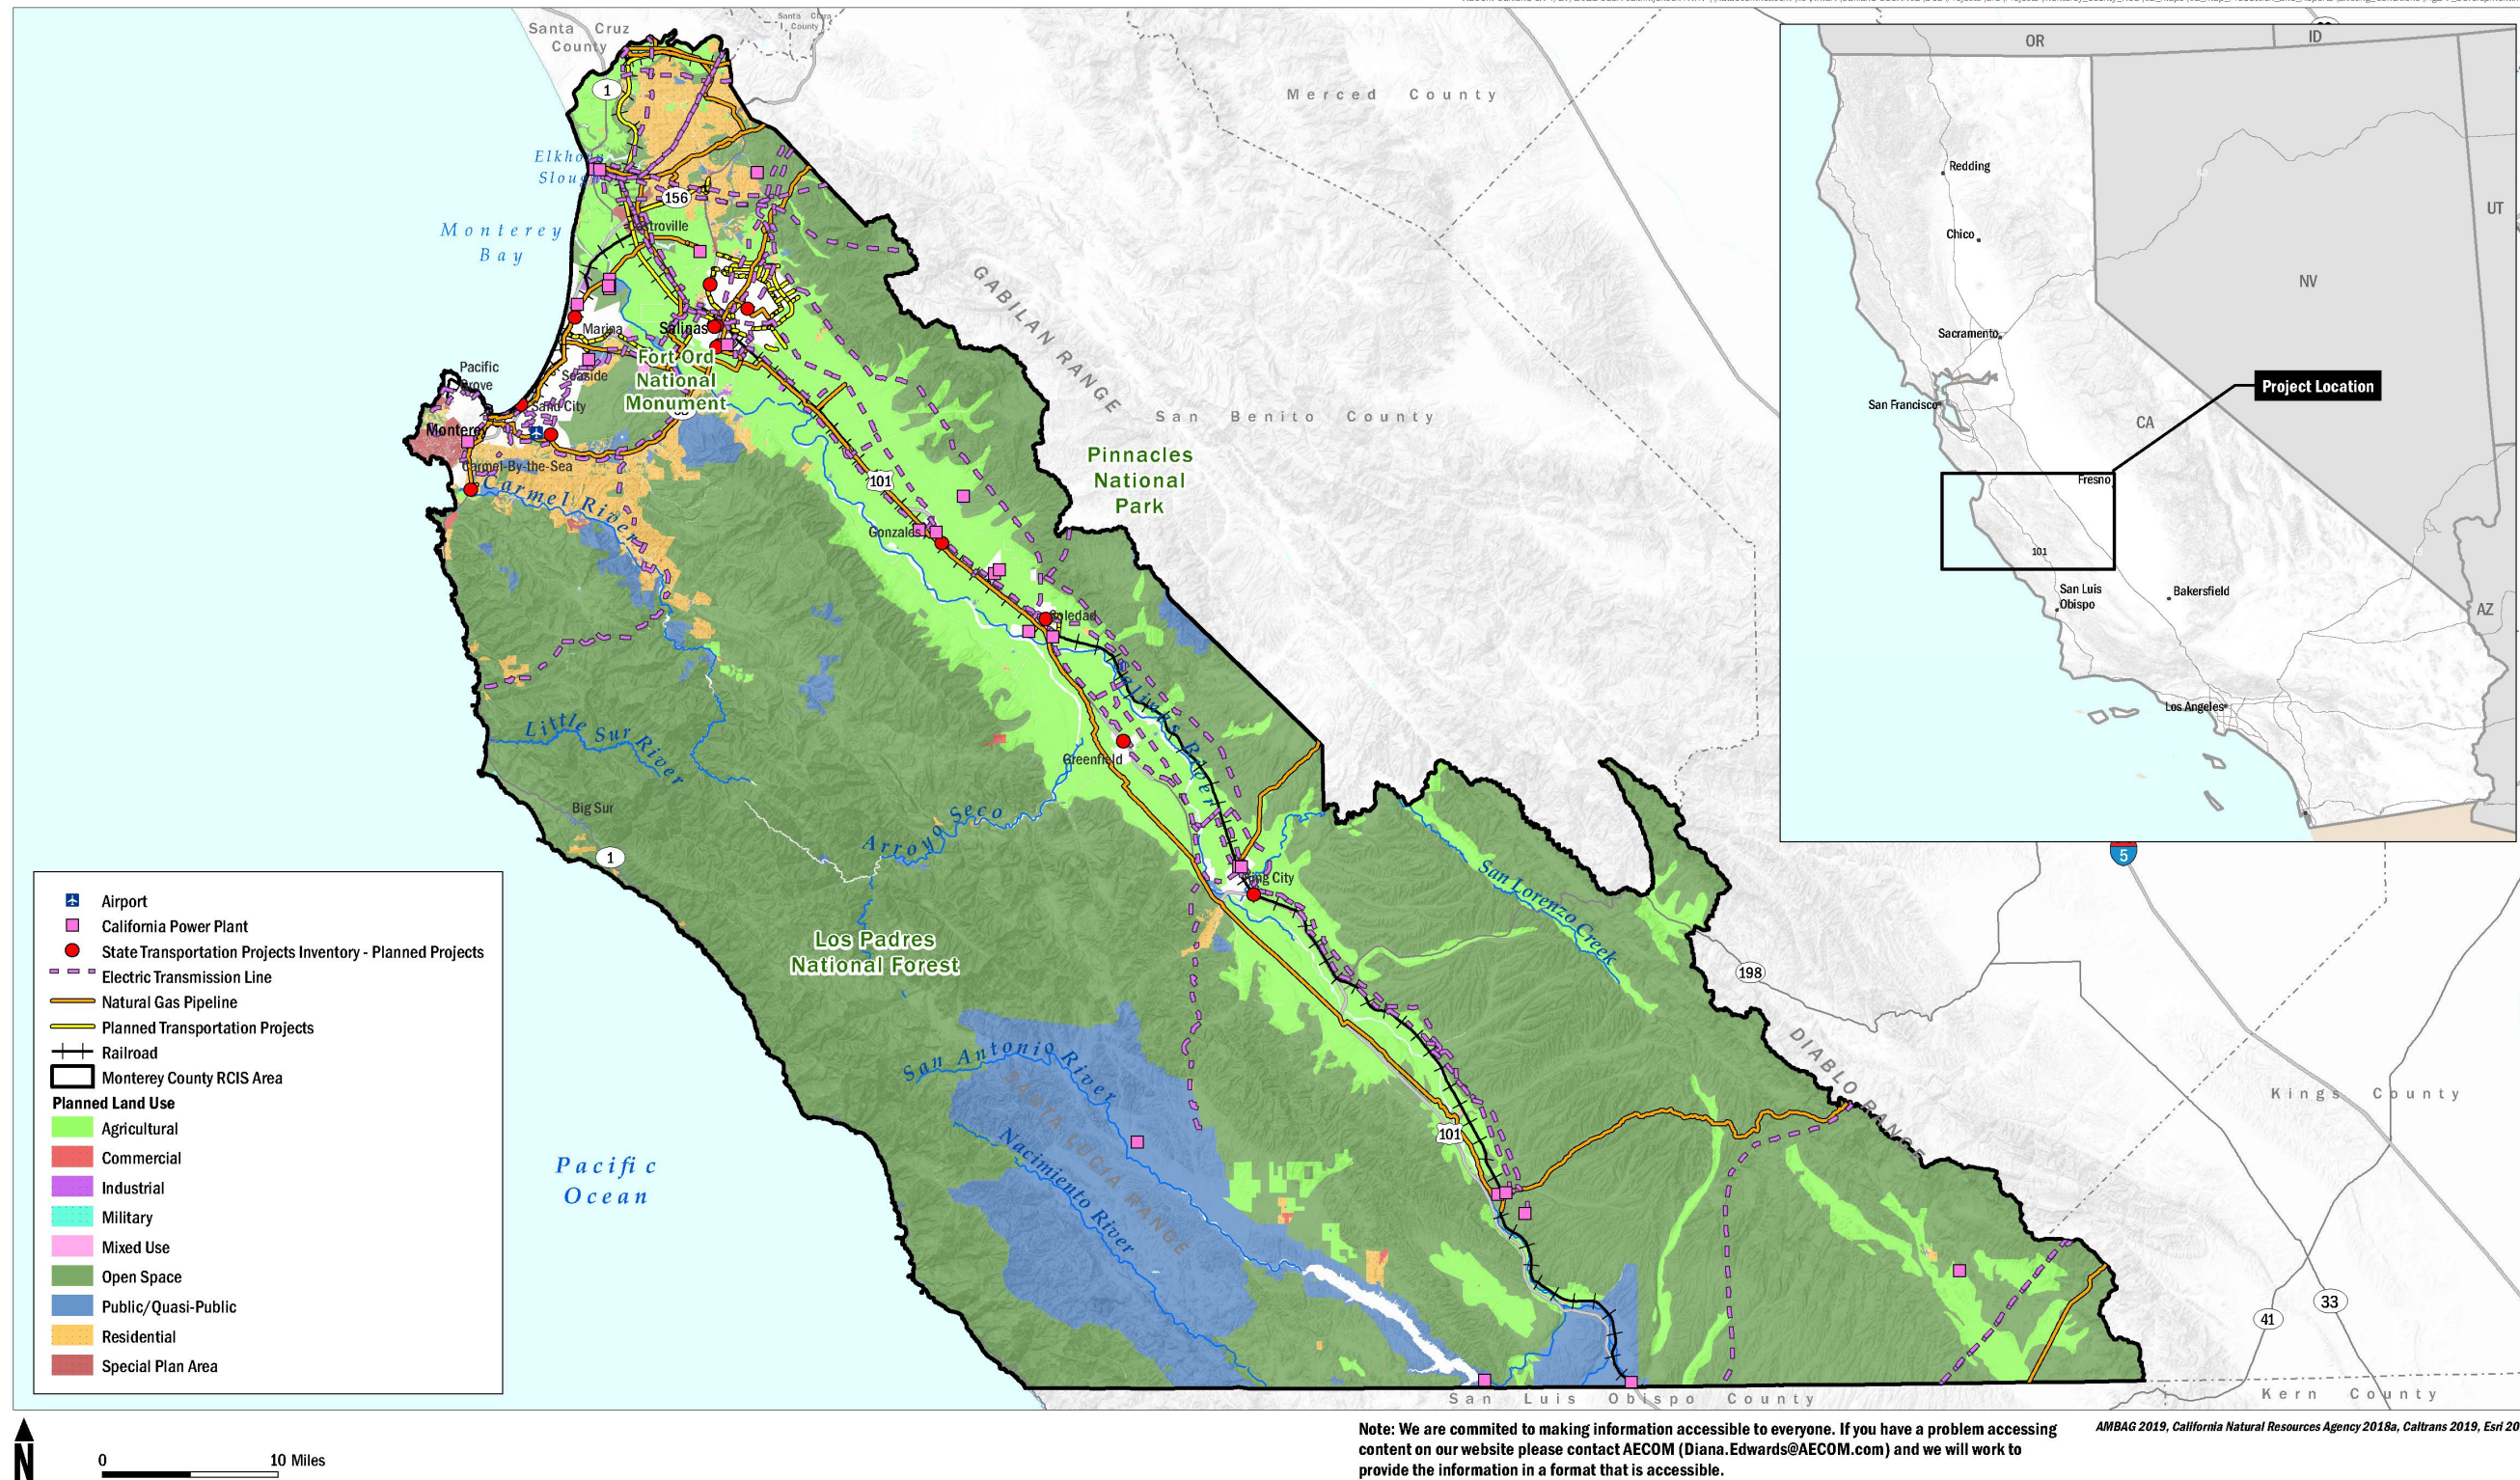 Santa Cruz
County
Santa Clara
County
Merced County
1
Elkhorn
Slough
156
Monterey
Bay
Salinas
Marina
Fort Ord
National
Monument
Pacific
Seaside
Sand City
Monterey
Carmel-By-the-Sea
Carmel River
GABILAN RANGE
San Benito County
Pinnacles
National
Park
101
Gonzales
Soledad
Salinas River
Greenfield
Little Sur River
Big Sur
1
Arroyo Seco
King City
San Lorenzo Creek
Los Padres
National Forest
198
5
DIABLO RANGE
Kings County
San Antonio River
SANTA LUCIA RANGE
Nacimiento River
101
Pacific
Ocean
33
41
San Luis Obispo County
Kern County
OR
ID
Redding
UT
Chico
NV
Sacramento
Project Location
San Francisco
CA
Fresno
101
San Luis
Obispo
Bakersfield
AZ
Los Angeles
Airport
California Power Plant
State Transportation Projects Inventory - Planned Projects
Electric Transmission Line
Natural Gas Pipeline
Planned Transportation Projects
Railroad
Monterey County RCIS Area
Planned Land Use
Agricultural
Commercial
Industrial
Military
Mixed Use
Open Space
Public/Quasi-Public
Residential
Special Plan Area
N
0 10 Miles
Note: We are commited to making information accessible to everyone. If you have a problem accessing
content on our website please contact AECOM (Diana.Edwards@AECOM.com) and we will work to
provide the information in a format that is accessible.
AMBAG 2019, California Natural Resources Agency 2018a, Caltrans 2019, Esri 20